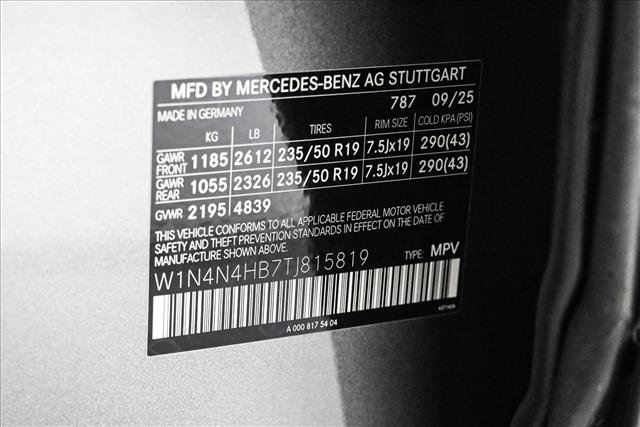 MFD BY MERCEDES-BENZ AG STUTTGART
MADE IN GERMANY 787 09/25
KG LB TIRES RIM SIZE COLD KPA(PSI)
GAWR FRONT 1185 2612 235/50 R19 7.5Jx19 290(43)
GAWR REAR 1055 2326 235/50 R19 7.5Jx19 290(43)
GVWR 2195 4839
THIS VEHICLE CONFORMS TO ALL APPLICABLE FEDERAL MOTOR VEHICLE
SAFETY AND THEFT PREVENTION STANDARDS IN EFFECT ON THE DATE OF
MANUFACTURE SHOWN ABOVE.
W1N4N4HB7TJ815819 TYPE: MPV
A 000 817 54 04